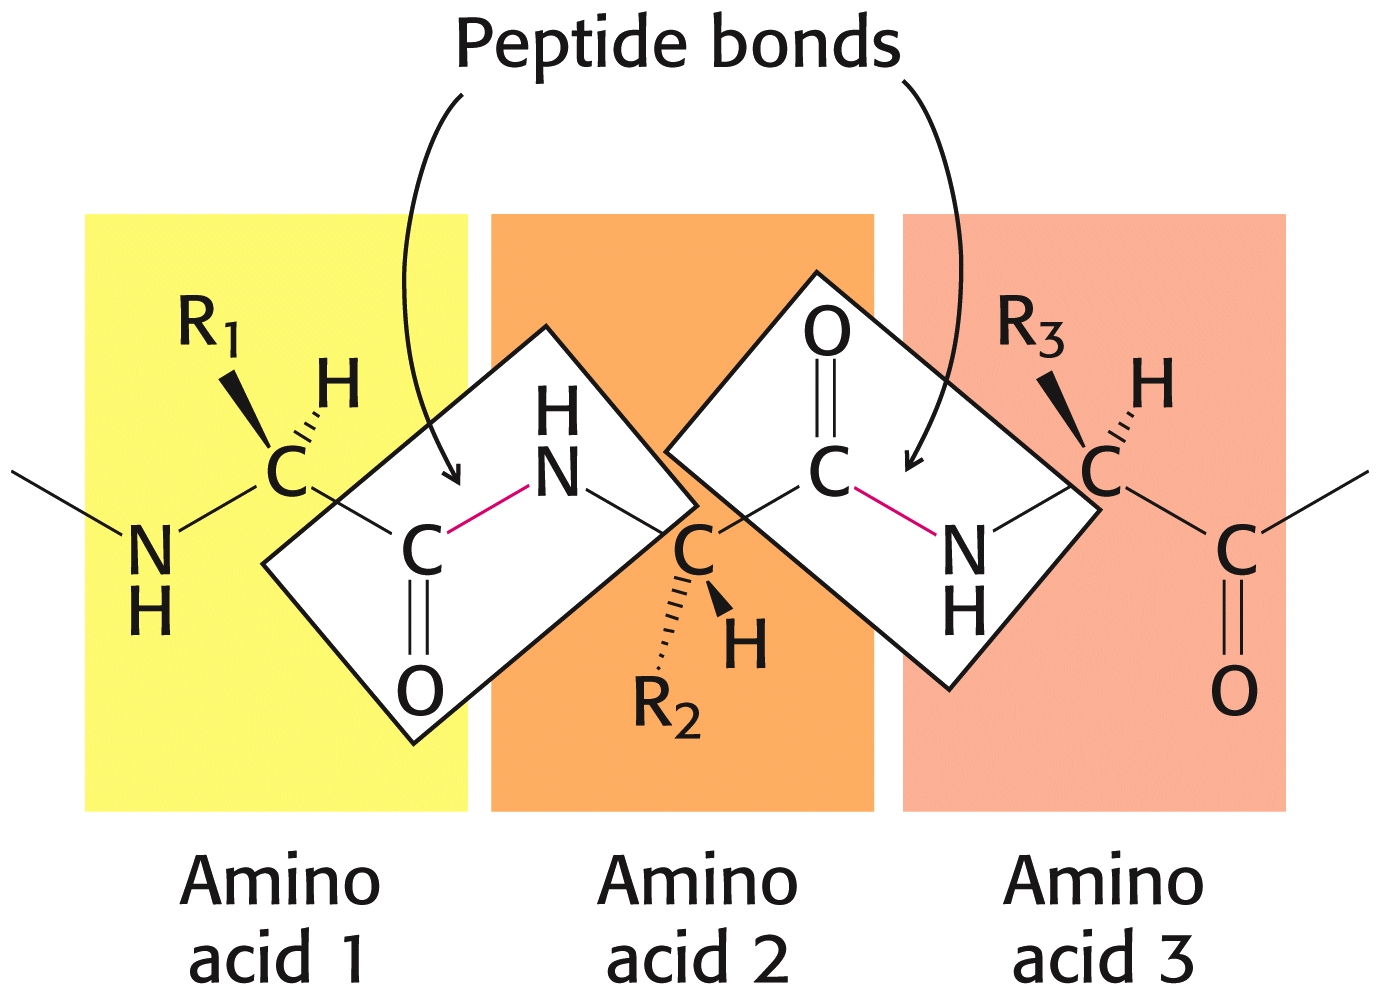 Peptide bonds
R1
H
C
N
H
C
O
H
N
C
R2
H
O
C
N
H
R3
H
C
C
O
Amino acid 1
Amino acid 2
Amino acid 3